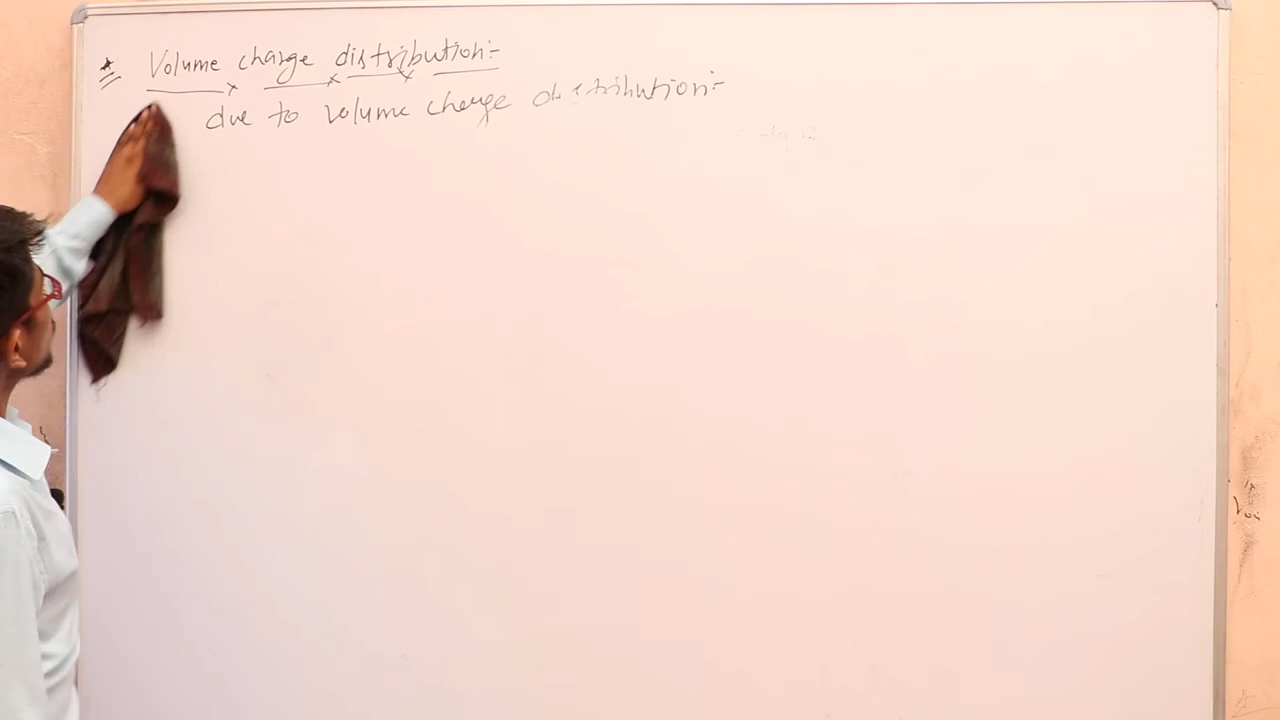 * Volume charge distribution:-
due to volume charge distribution:-